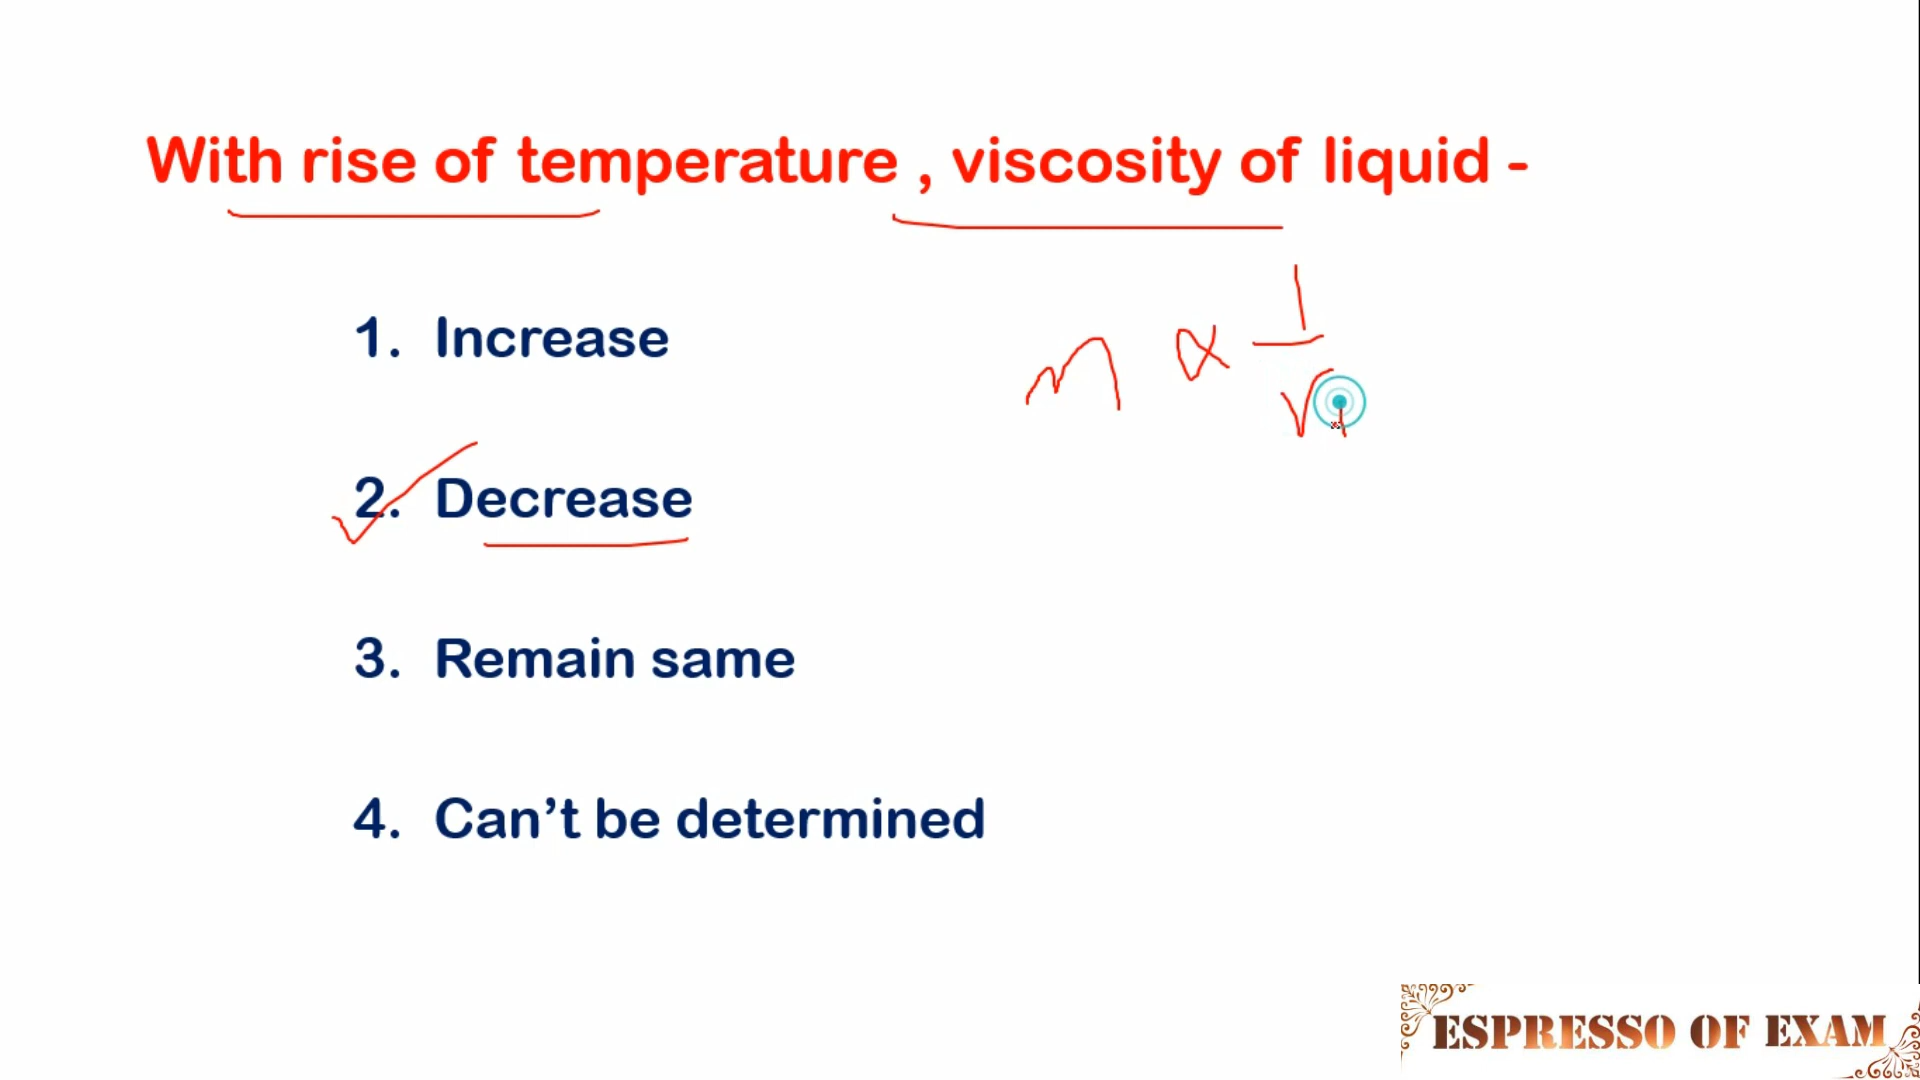 With rise of temperature , viscosity of liquid -
1. Increase
η ∝ 1
√
2. Decrease
3. Remain same
4. Can’t be determined
ESPRESSO OF EXAM